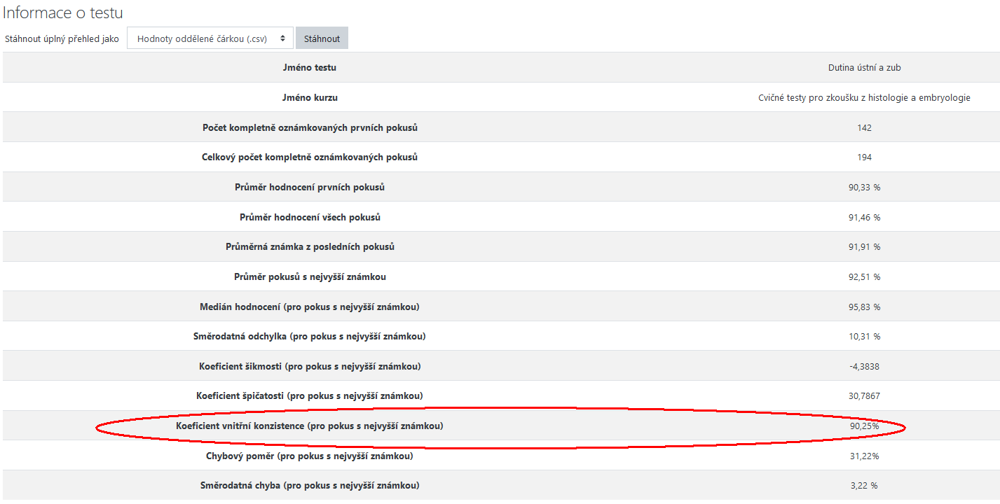 Informace o testu
Stáhnout úplný přehled jako Hodnoty oddělené čárkou (.csv) Stáhnout
Jméno testu Dutina ústní a zub
Jméno kurzu Cvičné testy pro zkoušku z histologie a embryologie
Počet kompletně oznámkovaných prvních pokusů 142
Celkový počet kompletně oznámkovaných pokusů 194
Průměr hodnocení prvních pokusů 90,33 %
Průměr hodnocení všech pokusů 91,46 %
Průměrná známka z posledních pokusů 91,91 %
Průměr pokusů s nejvyšší známkou 92,51 %
Medián hodnocení (pro pokus s nejvyšší známkou) 95,83 %
Směrodatná odchylka (pro pokus s nejvyšší známkou) 10,31 %
Koeficient šikmosti (pro pokus s nejvyšší známkou) -4,3838
Koeficient špičatosti (pro pokus s nejvyšší známkou) 30,7867
Koeficient vnitřní konzistence (pro pokus s nejvyšší známkou) 90,25%
Chybový poměr (pro pokus s nejvyšší známkou) 31,22%
Směrodatná chyba (pro pokus s nejvyšší známkou) 3,22 %